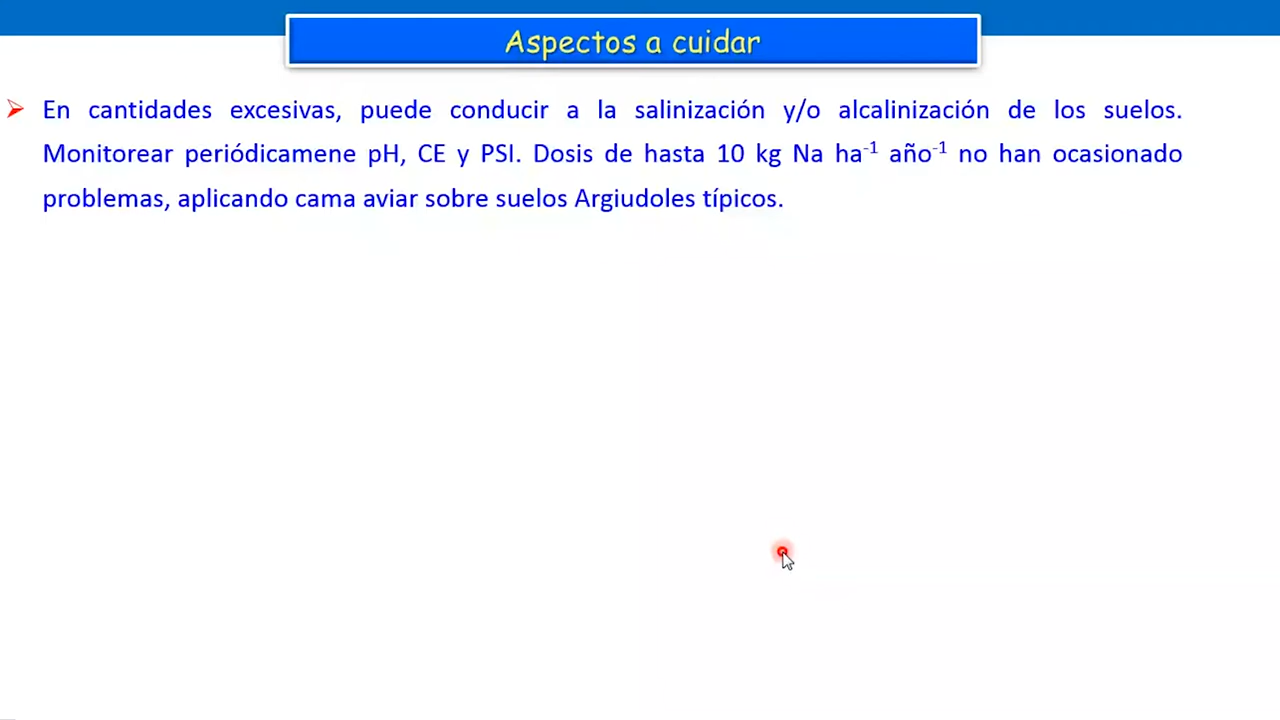 Aspectos a cuidar
En cantidades excesivas, puede conducir a la salinización y/o alcalinización de los suelos.
Monitorear periódicamene pH, CE y PSI. Dosis de hasta 10 kg Na ha⁻¹ año⁻¹ no han ocasionado
problemas, aplicando cama aviar sobre suelos Argiudoles típicos.